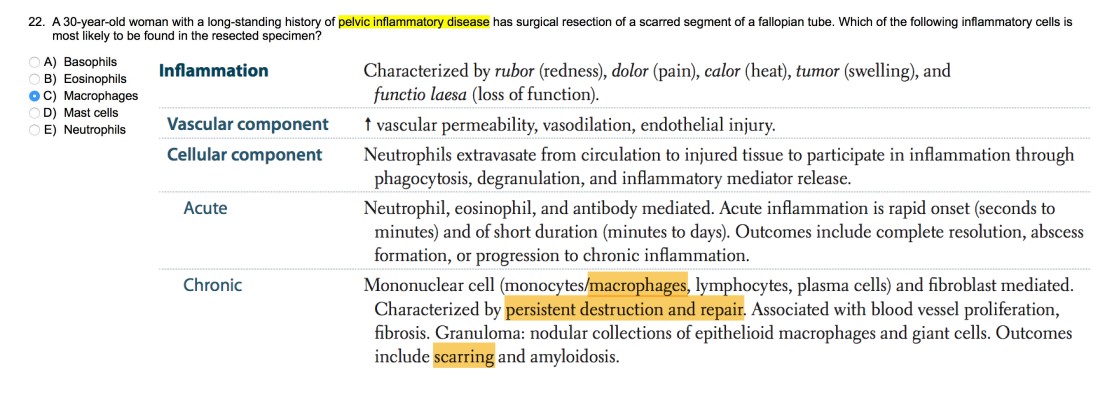 22. A 30-year-old woman with a long-standing history of pelvic inflammatory disease has surgical resection of a scarred segment of a fallopian tube. Which of the following inflammatory cells is
most likely to be found in the resected specimen?
A) Basophils
B) Eosinophils
C) Macrophages
D) Mast cells
E) Neutrophils
Inflammation
Characterized by rubor (redness), dolor (pain), calor (heat), tumor (swelling), and
functio laesa (loss of function).
Vascular component
↑ vascular permeability, vasodilation, endothelial injury.
Cellular component
Neutrophils extravasate from circulation to injured tissue to participate in inflammation through
phagocytosis, degranulation, and inflammatory mediator release.
Acute
Neutrophil, eosinophil, and antibody mediated. Acute inflammation is rapid onset (seconds to
minutes) and of short duration (minutes to days). Outcomes include complete resolution, abscess
formation, or progression to chronic inflammation.
Chronic
Mononuclear cell (monocytes/macrophages, lymphocytes, plasma cells) and fibroblast mediated.
Characterized by persistent destruction and repair. Associated with blood vessel proliferation,
fibrosis. Granuloma: nodular collections of epithelioid macrophages and giant cells. Outcomes
include scarring and amyloidosis.